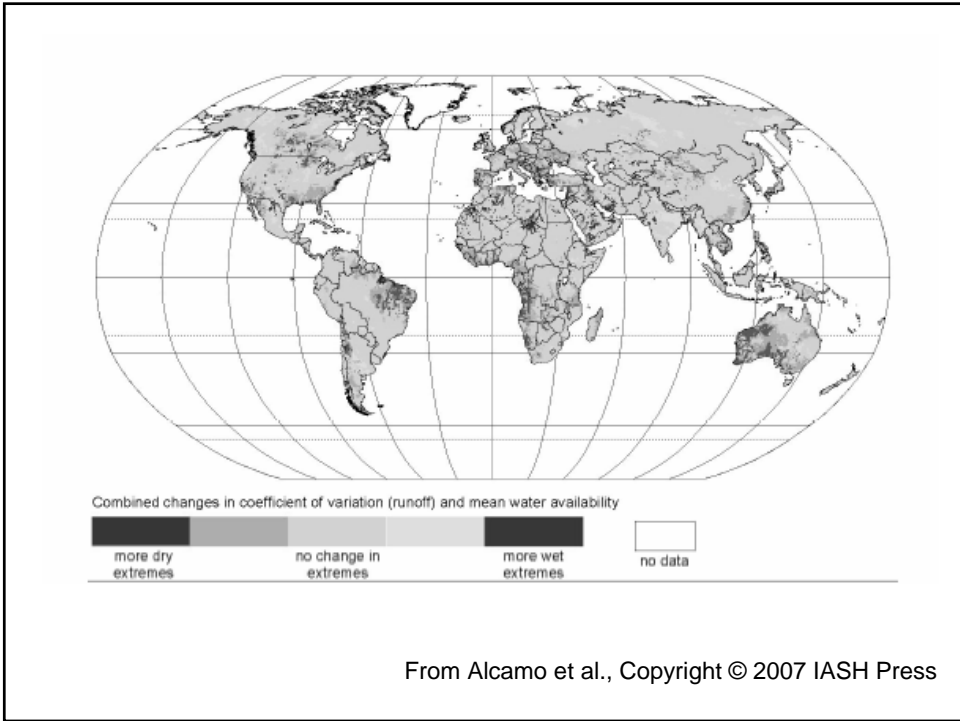 Combined changes in coefficient of variation (runoff) and mean water availability
more dry extremes
no change in extremes
more wet extremes
no data
From Alcamo et al., Copyright © 2007 IASH Press